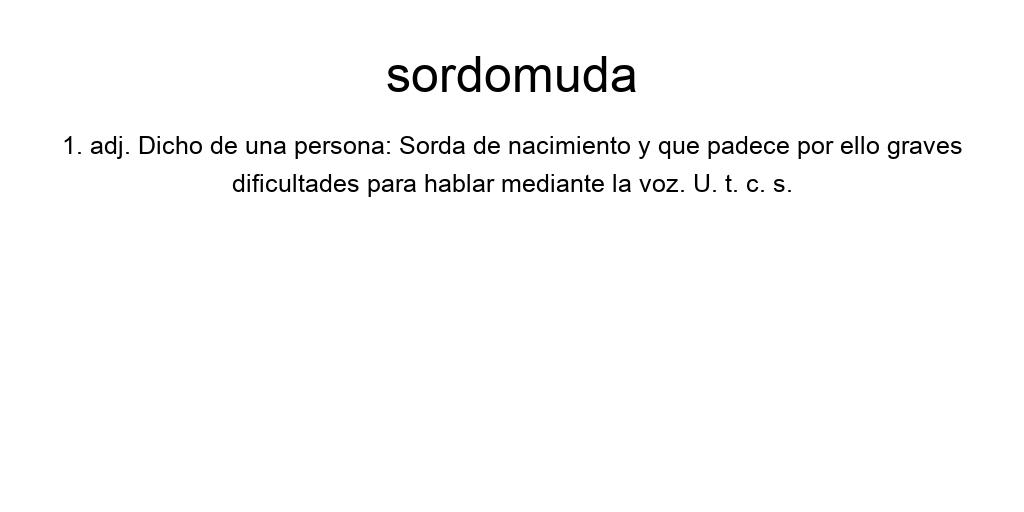 sordomuda
1. adj. Dicho de una persona: Sorda de nacimiento y que padece por ello graves
dificultades para hablar mediante la voz. U. t. c. s.